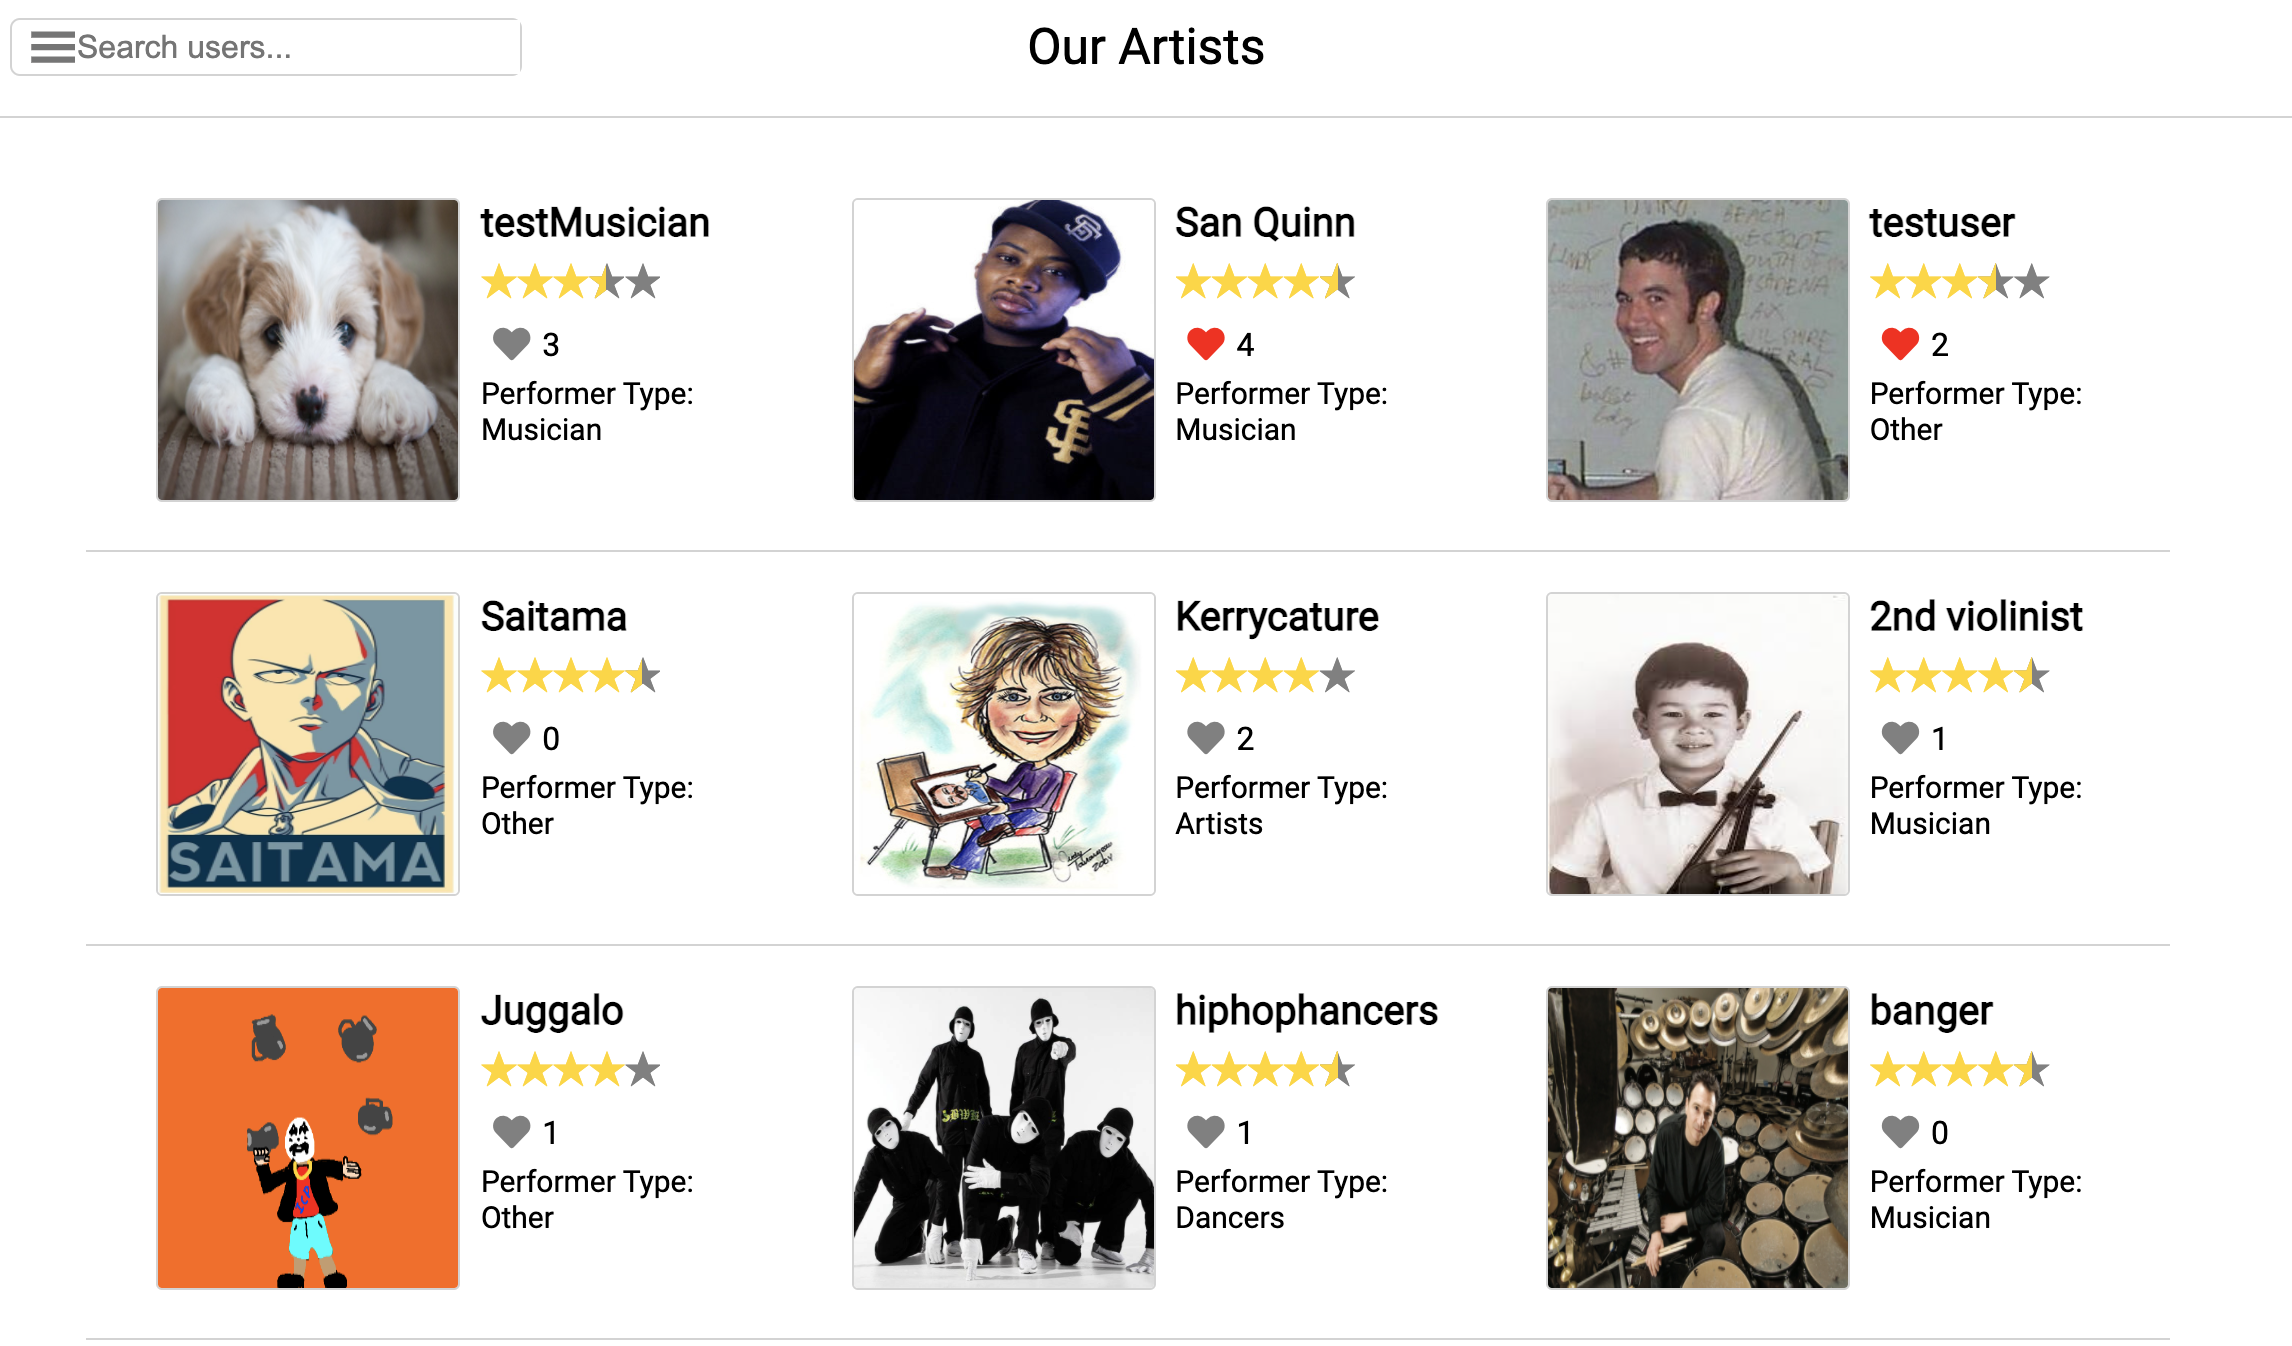 Search users...
Our Artists
testMusician
3
Performer Type:
Musician
San Quinn
4
Performer Type:
Musician
testuser
2
Performer Type:
Other
SAITAMA
Saitama
0
Performer Type:
Other
2004
Kerrycature
2
Performer Type:
Artists
2nd violinist
1
Performer Type:
Musician
Juggalo
1
Performer Type:
Other
hiphophancers
1
Performer Type:
Dancers
banger
0
Performer Type:
Musician